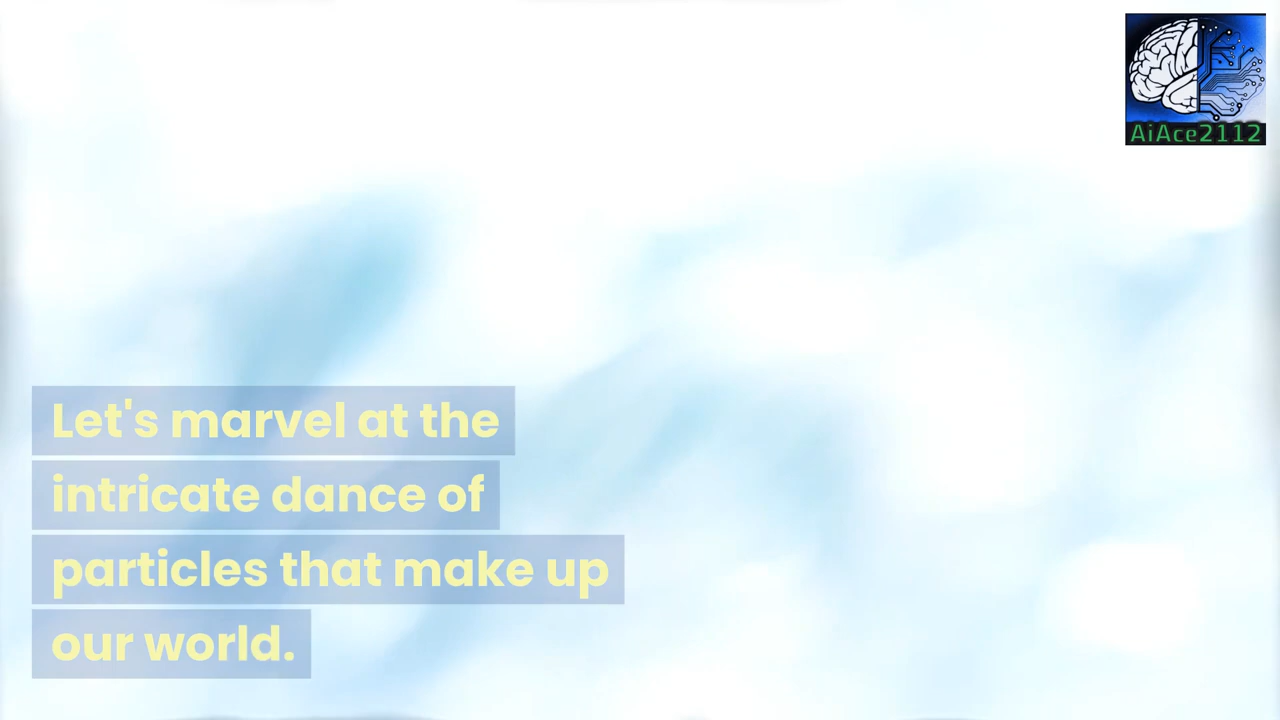 AiAce2112
Let's marvel at the
intricate dance of
particles that make up
our world.